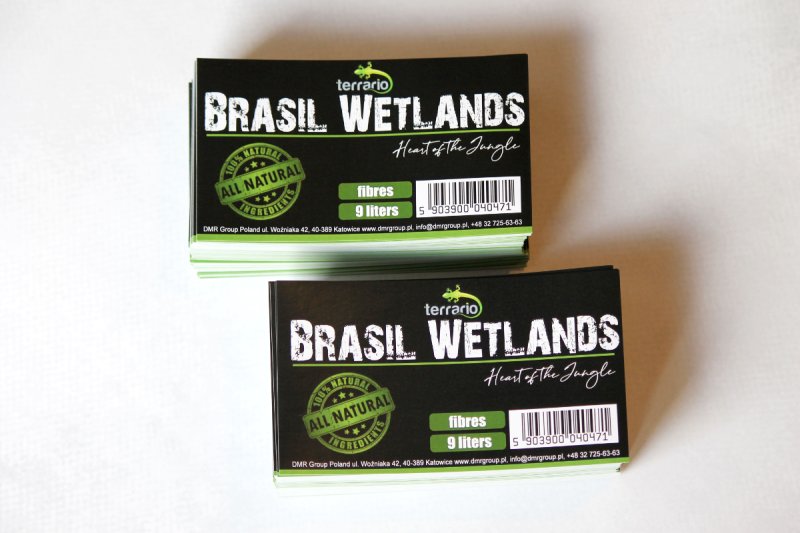 terrario
BRASIL WETLANDS
Heart of the Jungle
100% NATURAL
ALL NATURAL
INGREDIENTS
fibres
9 liters
5 903900 040471
DMR Group Poland ul. Woźniaka 42, 40-389 Katowice www.dmrgroup.pl, info@dmrgroup.pl, +48 32 725-63-63
terrario
BRASIL WETLANDS
Heart of the Jungle
100% NATURAL
ALL NATURAL
INGREDIENTS
fibres
9 liters
5 903900 040471
DMR Group Poland ul. Woźniaka 42, 40-389 Katowice www.dmrgroup.pl, info@dmrgroup.pl, +48 32 725-63-63